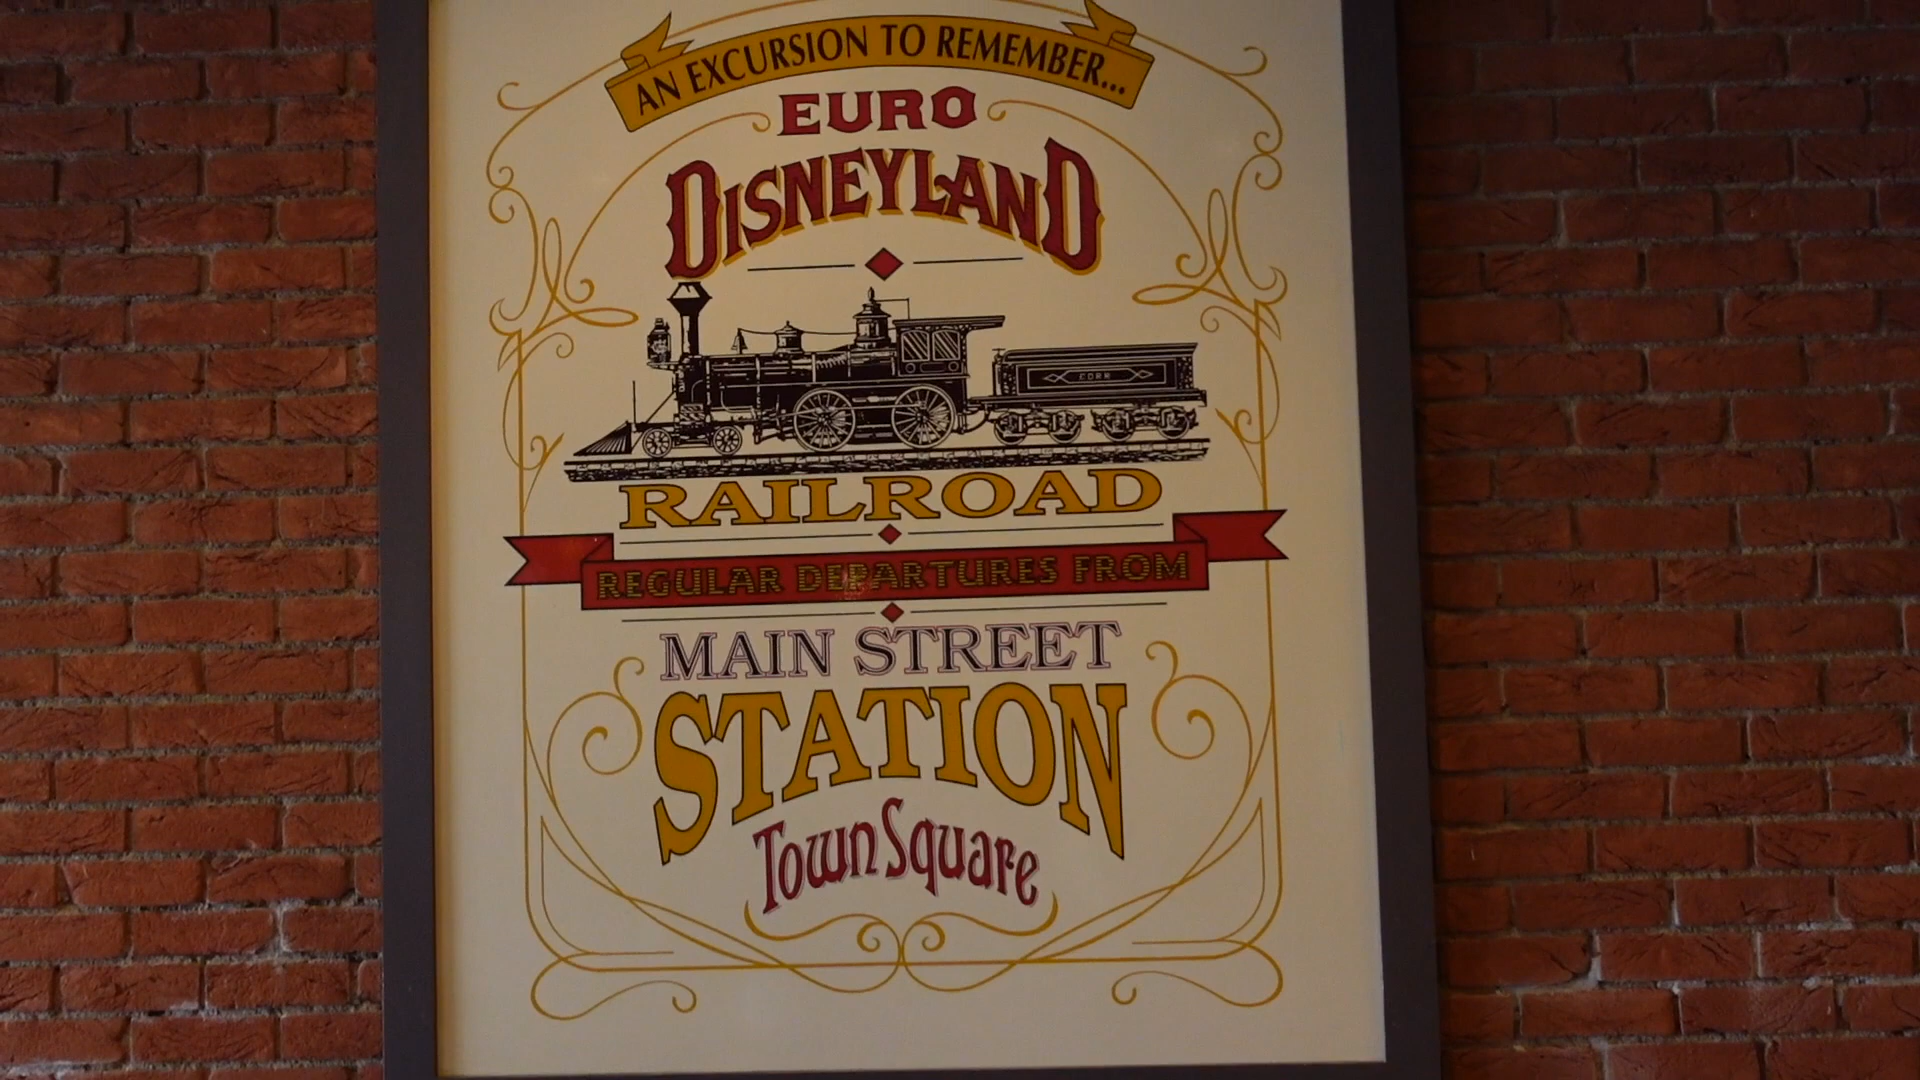 AN EXCURSION TO REMEMBER...
EURO
DISNEYLAND
RAILROAD
REGULAR DEPARTURES FROM
MAIN STREET
STATION
Town Square